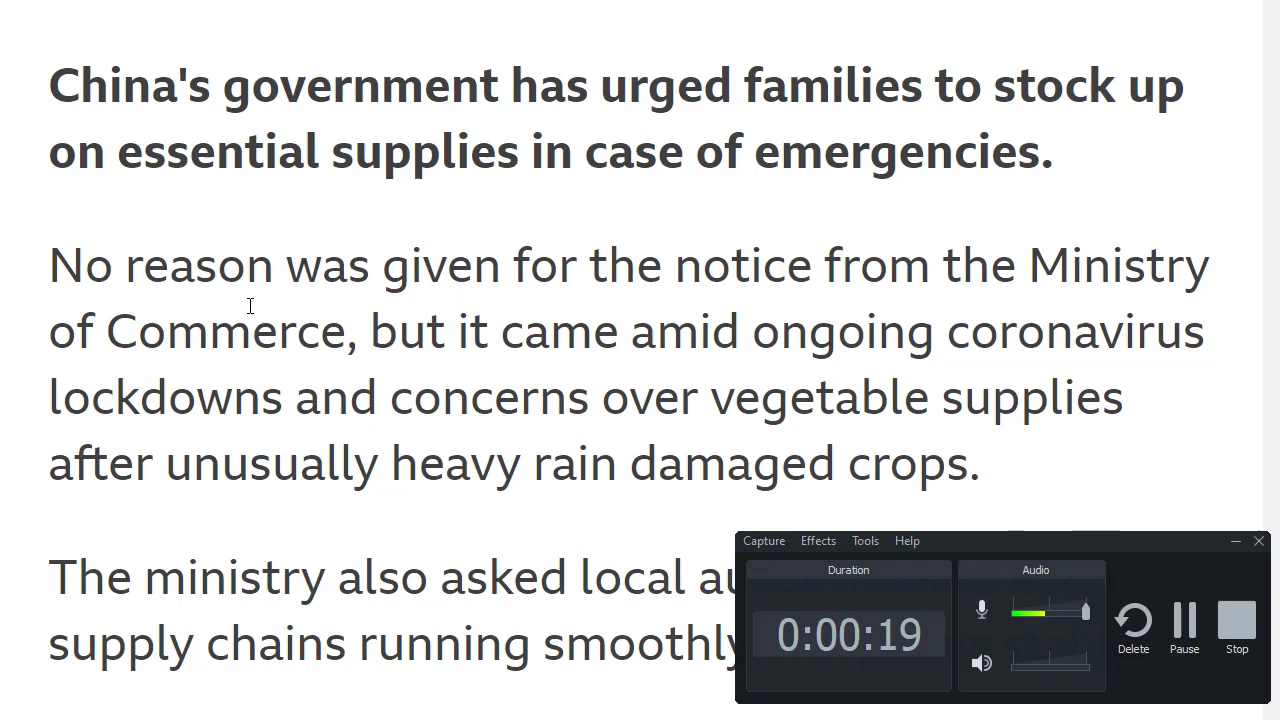 China's government has urged families to stock up
on essential supplies in case of emergencies.
No reason was given for the notice from the Ministry
of Commerce, but it came amid ongoing coronavirus
lockdowns and concerns over vegetable supplies
after unusually heavy rain damaged crops.
The ministry also asked local
supply chains running smoothly
Capture Effects Tools Help
Duration
Audio
0:00:19
Delete Pause Stop